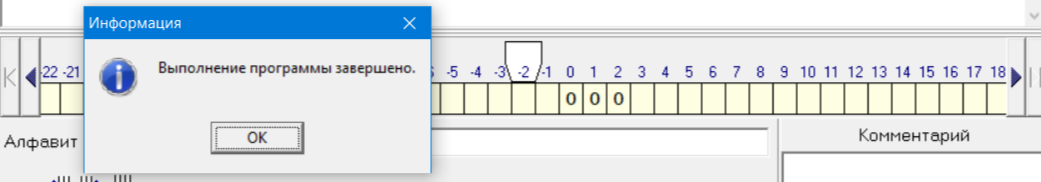 Информация
Выполнение программы завершено.
OK
-22 -21
-5 -4 -3 -2 -1 0 1 2 3 4 5 6 7 8 9 10 11 12 13 14 15 16 17 18
0 0 0
Алфавит
Комментарий